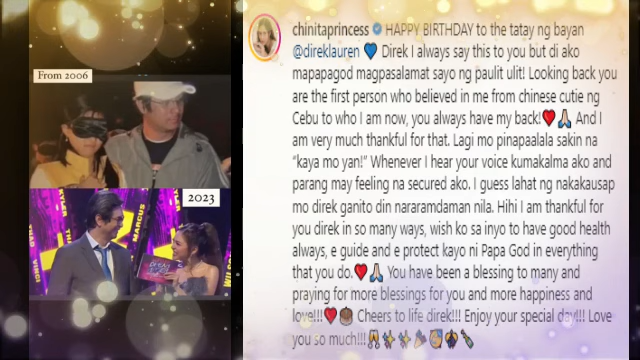 From 2006
2023
chinitaprincess HAPPY BIRTHDAY to the tatay ng bayan
@direklauren 💙 Direk I always say this to you but di ako
mapapagod magpasalamat sayo ng paulit ulit! Looking back you
are the first person who believed in me from chinese cutie ng
Cebu to who I am now, you always have my back!❤️🙏🏻 And I
am very much thankful for that. Lagi mo pinapaalala sakin na
“kaya mo yan!” Whenever I hear your voice kumakalma ako and
parang may feeling na secured ako. I guess lahat ng nakakausap
mo direk ganito din nararamdaman nila. Hihi I am thankful for
you direk in so many ways, wish ko sa inyo to have good health
always, e guide and e protect kayo ni Papa God in everything
that you do.❤️🙏🏻 You have been a blessing to many and
praying for more blessings for you and more happiness and
love!!!❤️ Cheers to life direk!!! Enjoy your special day!!! Love
you so much!!!